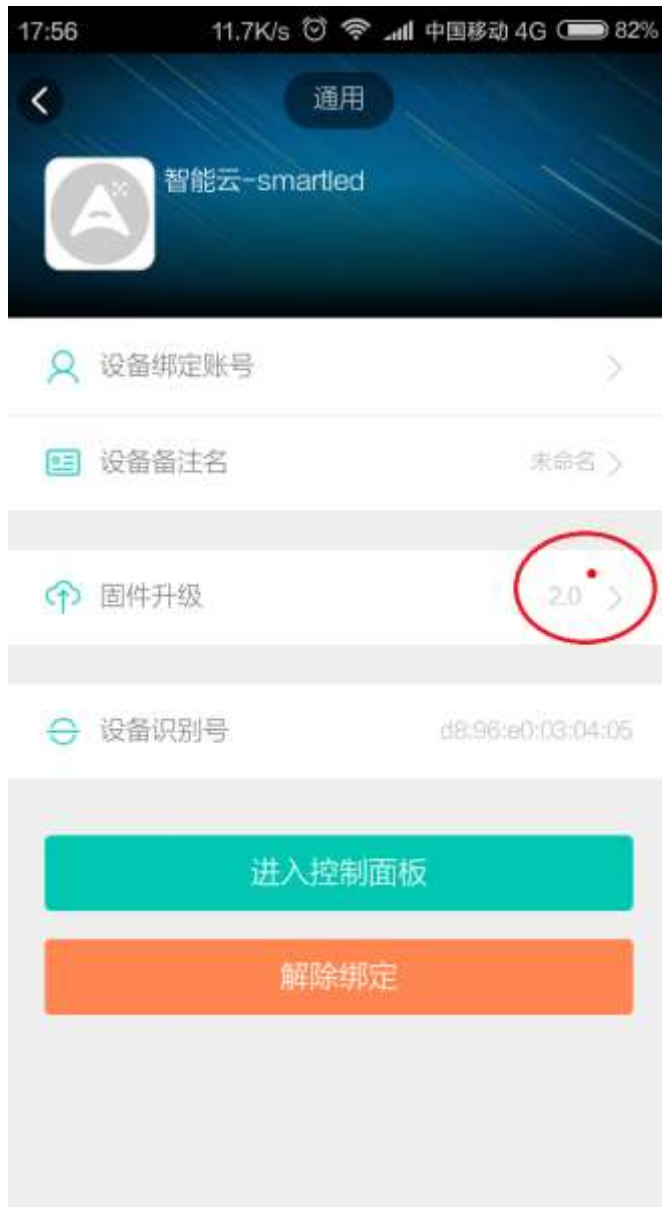 17:56 11.7K/s 中国移动 4G 82%
通用
智能云-smartled
设备绑定账号
设备备注名 未命名
固件升级 2.0
设备识别号 d8:96:e0:03:04:05
进入控制面板
解除绑定